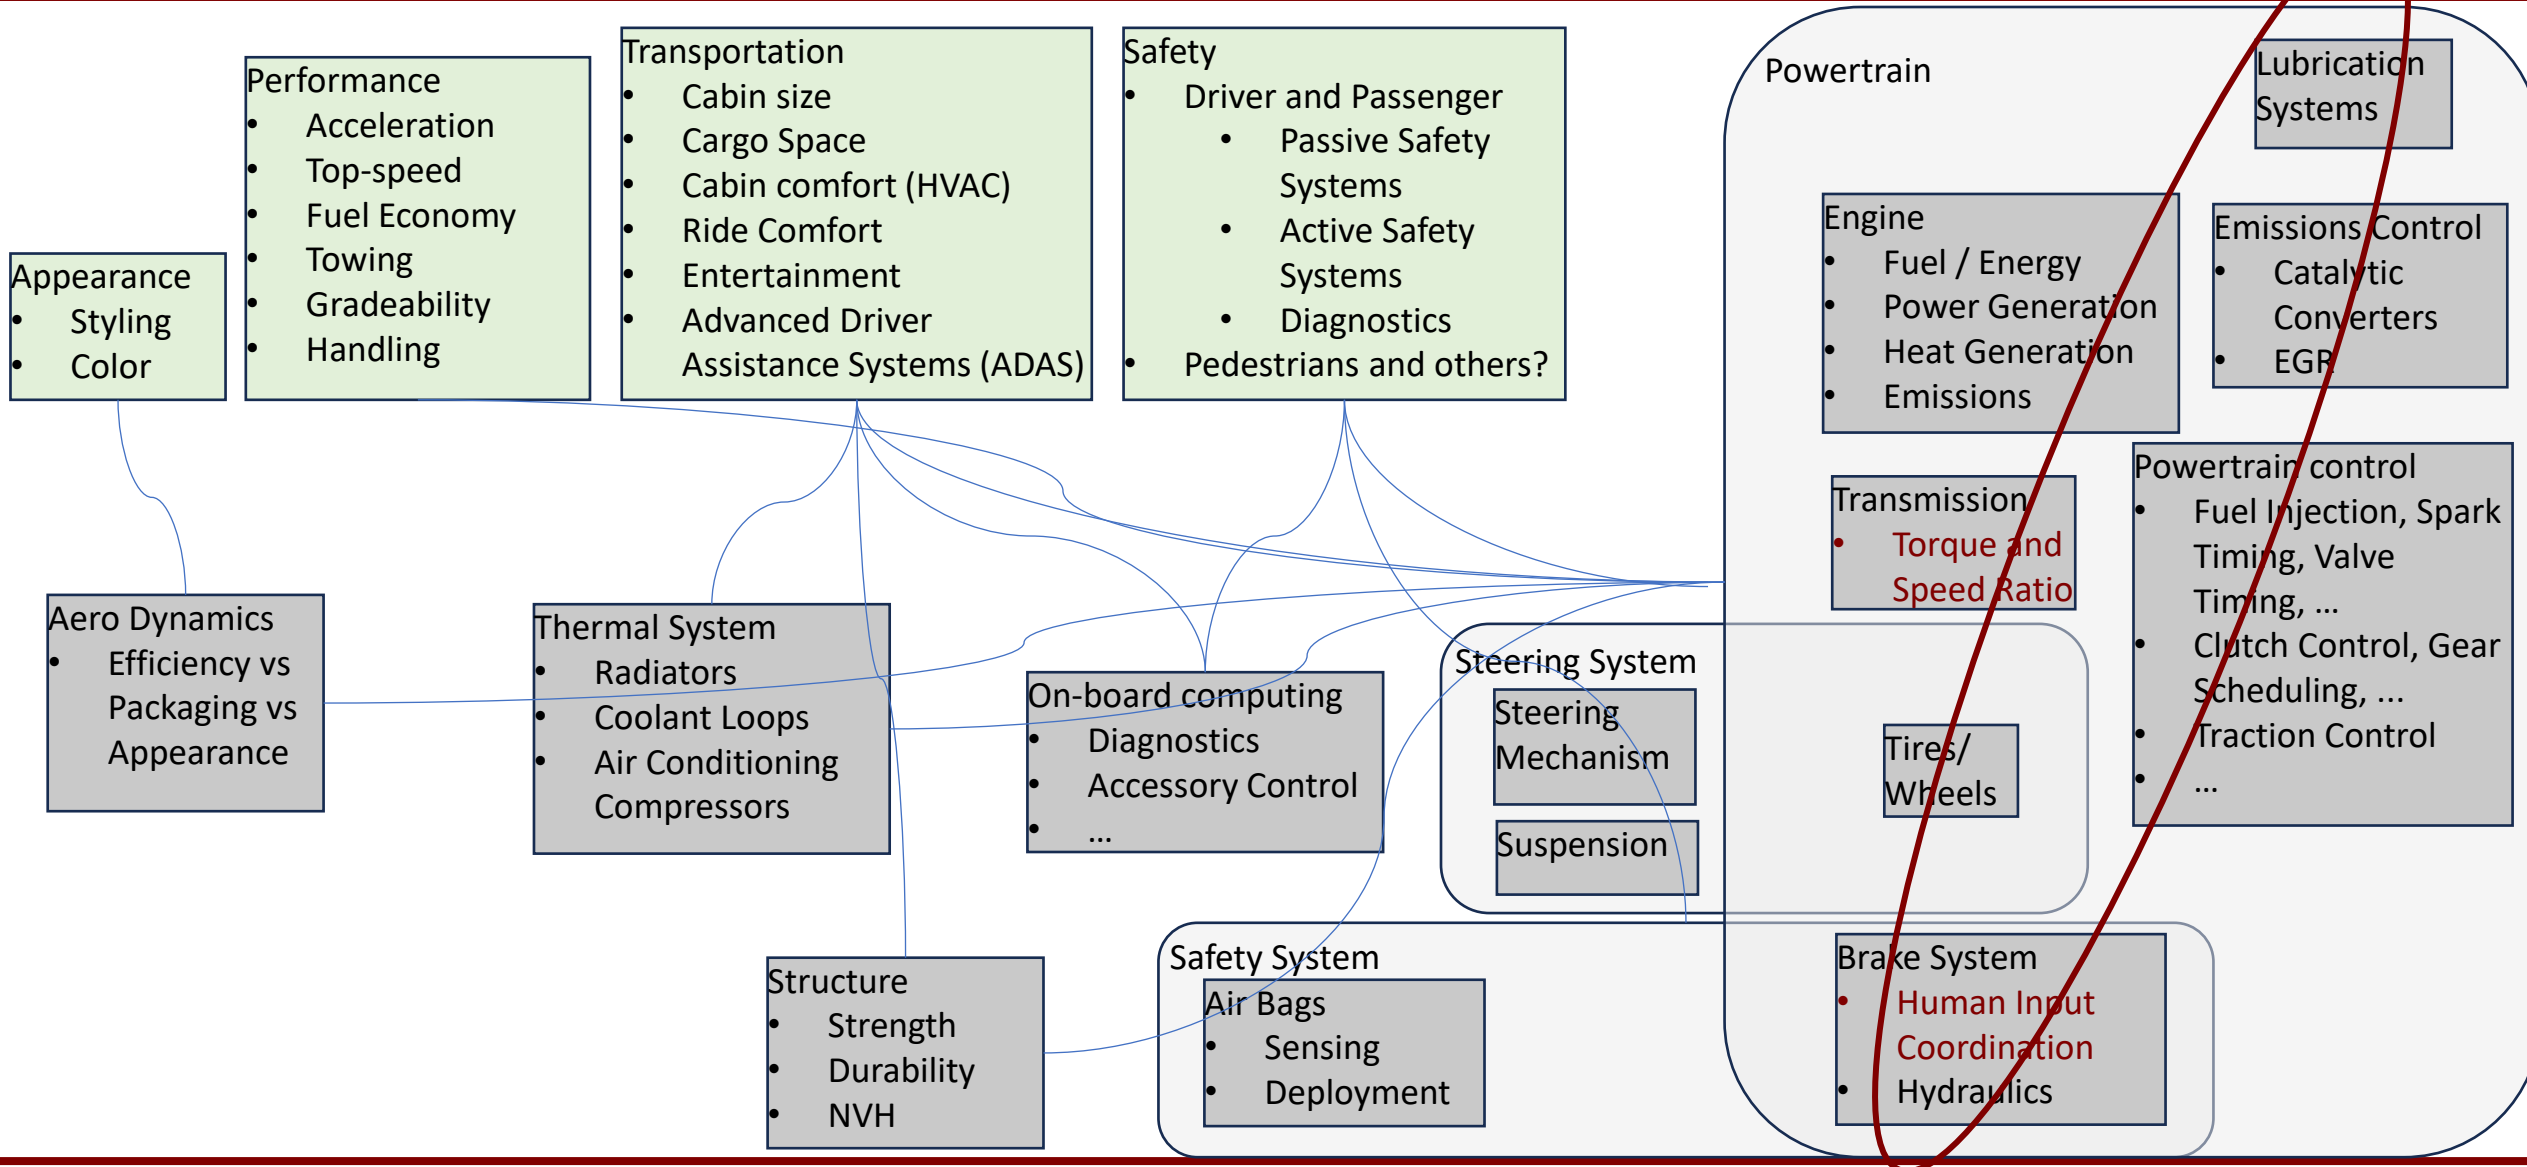 Appearance
• Styling
• Color
Performance
• Acceleration
• Top-speed
• Fuel Economy
• Towing
• Gradeability
• Handling
Transportation
• Cabin size
• Cargo Space
• Cabin comfort (HVAC)
• Ride Comfort
• Entertainment
• Advanced Driver
Assistance Systems (ADAS)
Safety
• Driver and Passenger
• Passive Safety
Systems
• Active Safety
Systems
• Diagnostics
• Pedestrians and others?
Powertrain
Lubrication
Systems
Engine
• Fuel / Energy
• Power Generation
• Heat Generation
• Emissions
Emissions Control
• Catalytic
Converters
• EGR
Transmission
• Torque and
Speed Ratio
Powertrain control
• Fuel Injection, Spark
Timing, Valve
Timing, ...
• Clutch Control, Gear
Scheduling, ...
• Traction Control
• ...
Aero Dynamics
• Efficiency vs
Packaging vs
Appearance
Thermal System
• Radiators
• Coolant Loops
• Air Conditioning
Compressors
On-board computing
• Diagnostics
• Accessory Control
• ...
Steering System
Steering
Mechanism
Suspension
Tires/
Wheels
Structure
• Strength
• Durability
• NVH
Safety System
Air Bags
• Sensing
• Deployment
Brake System
• Human Input
Coordination
• Hydraulics